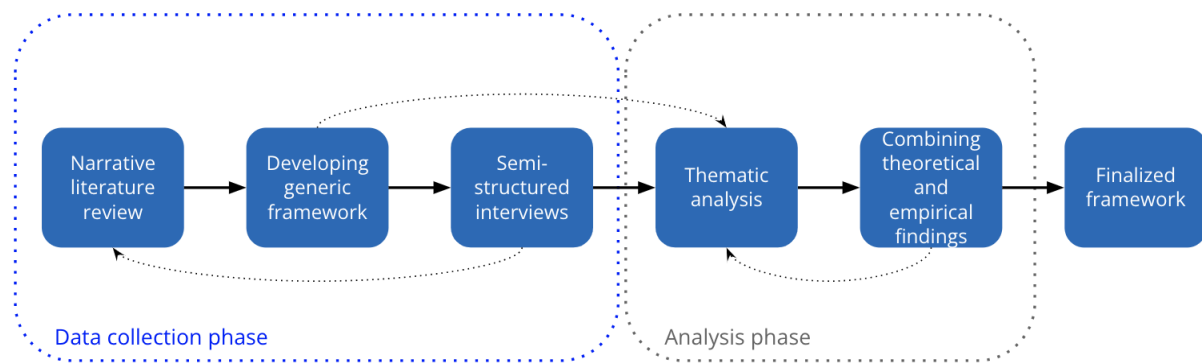 Narrative
literature
review
Developing
generic
framework
Semi-
structured
interviews
Thematic
analysis
Combining
theoretical
and
empirical
findings
Finalized
framework
Data collection phase
Analysis phase